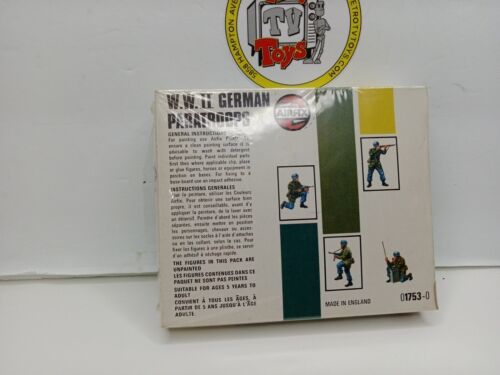 5858 HAMPTON AVE
RETROTVTOYS.COM
TV
Toys
W.W. II GERMAN
PARATROOPS
AIRFIX
GENERAL INSTRUCTIONS
For painting use Airfix Paints. To
ensure a clean painting surface it is
advisable to wash with detergent
before painting. Paint individual parts
first then where applicable clip, place
or glue figures, horses or equipment in
position on bases. For fixing to a
base-board use an impact adhesive.
INSTRUCTIONS GENERALES
Pour la peinture, utiliser les Couleurs
Airfix. Pour obtenir une surface bien
propre, il est conseillable, avant d'y
appliquer la peinture, de la laver avec
un détersif. Peindre d'abord les pièces
séparées, ensuite mettre en position
les personnages, chevaux ou acces-
soires sur les socles à l'aide d'attaches
ou en les collant, selon le cas. Pour
fixer les figures à une plinthe, se servir
d'un adhésif à séchage rapide.
THE FIGURES IN THIS PACK ARE
UNPAINTED
LES FIGURES CONTENUES DANS CE
PAQUET NE SONT PAS PEINTES
SUITABLE FOR AGES 5 YEARS TO
ADULT
CONVIENT À TOUS LES ÂGES, À
PARTIR DE 5 ANS JUSQU'À L'ÂGE
ADULTE.
MADE IN ENGLAND
01753-0